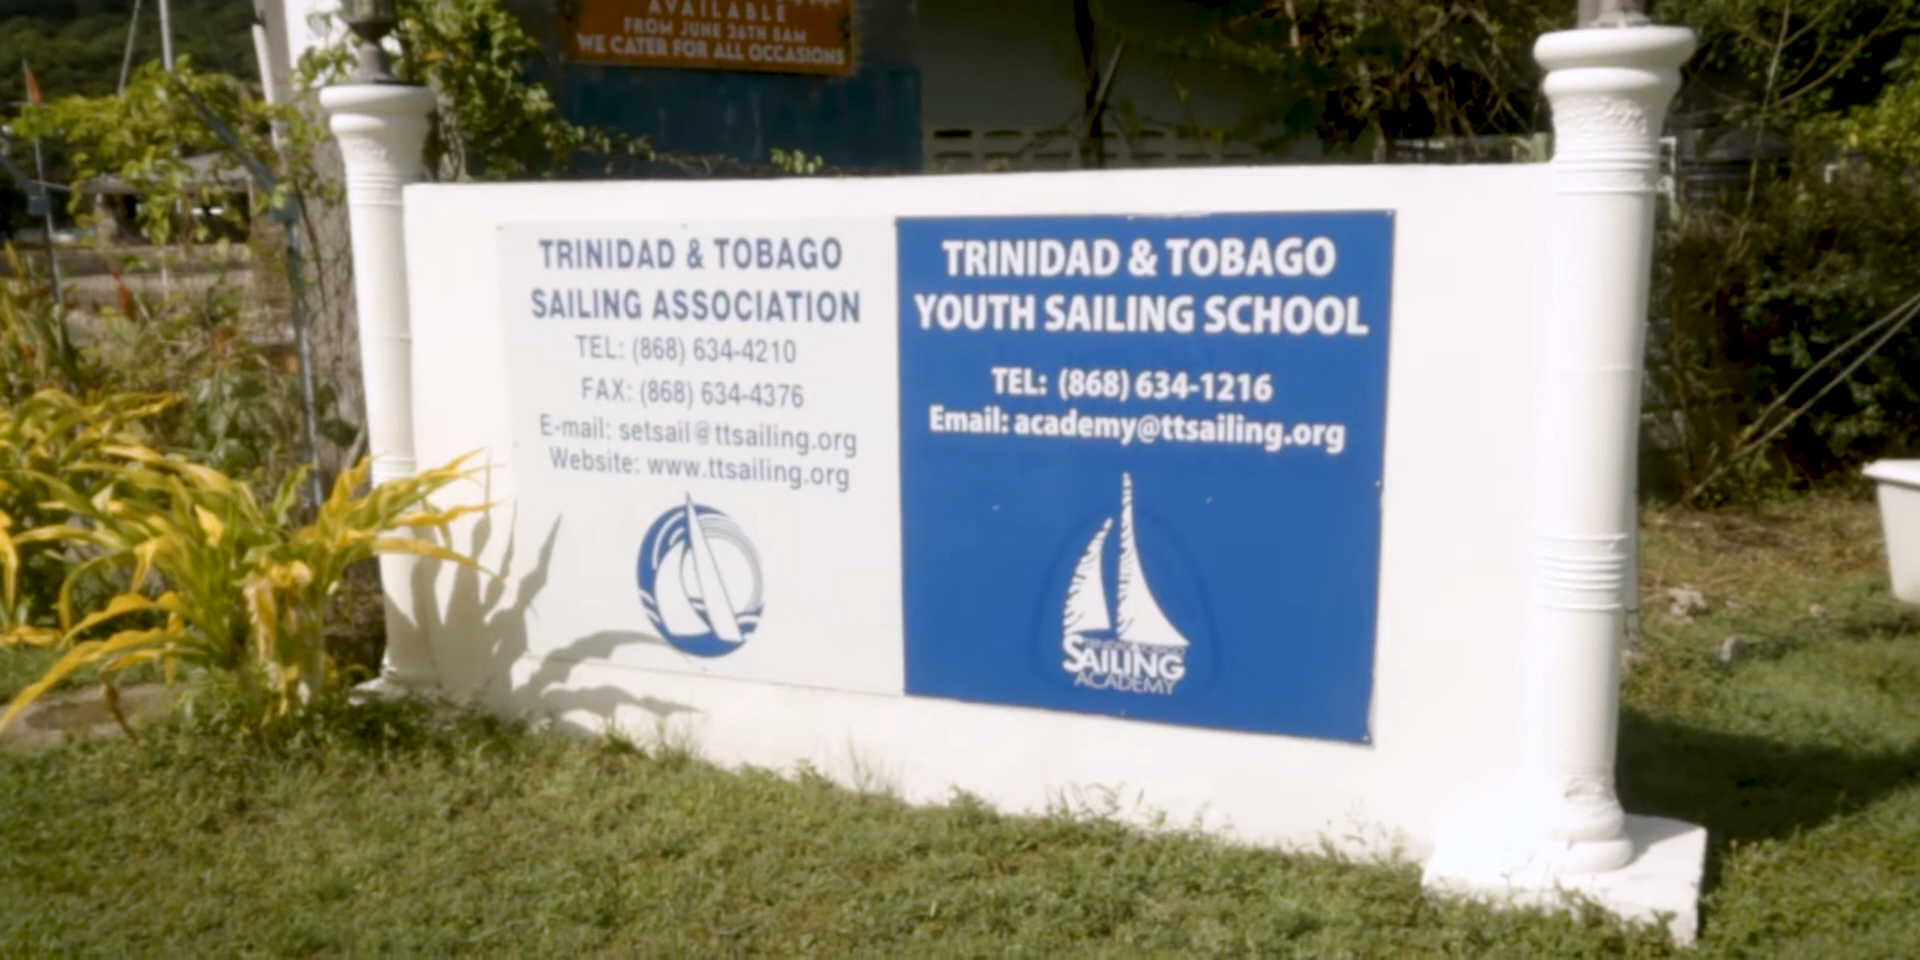 AVAILABLE
FROM JUNE 26TH 8AM
WE CATER FOR ALL OCCASIONS
TRINIDAD & TOBAGO
SAILING ASSOCIATION
TEL: (868) 634-4210
FAX: (868) 634-4376
E-mail: setsail@ttsailing.org
Website: www.ttsailing.org
TRINIDAD & TOBAGO
YOUTH SAILING SCHOOL
TEL: (868) 634-1216
Email: academy@ttsailing.org
SAILING
ACADEMY